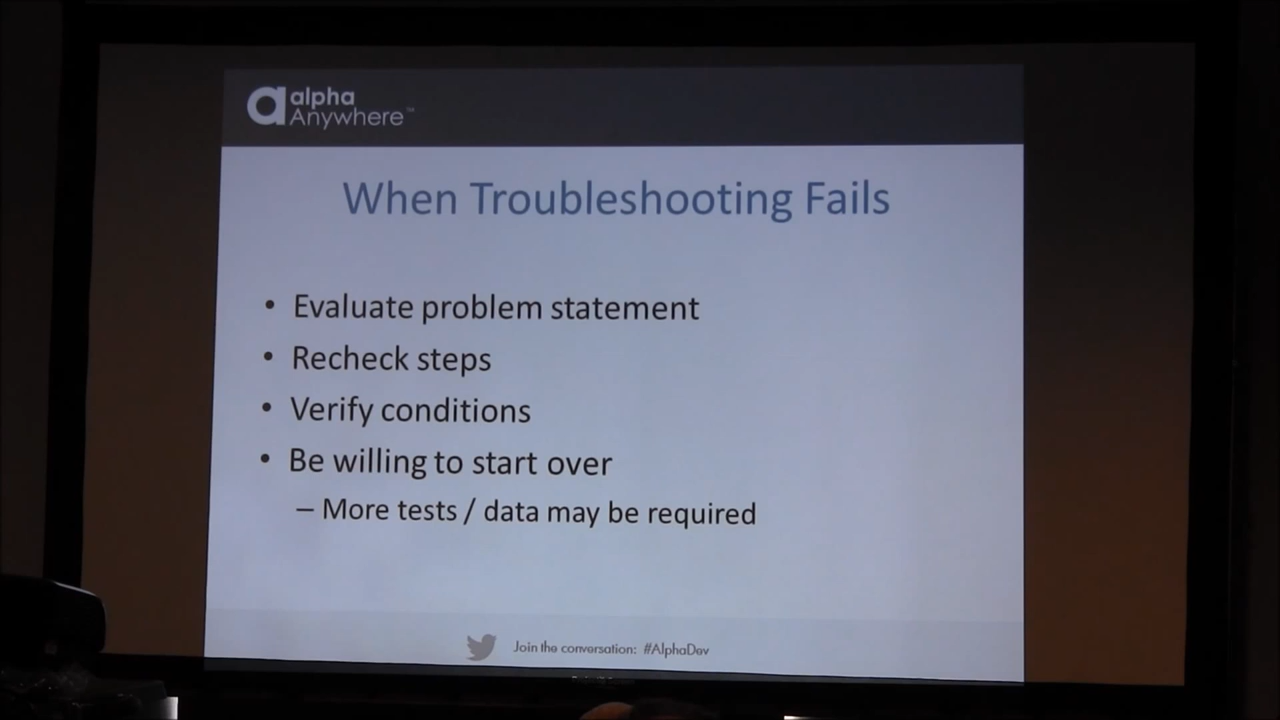 alpha
Anywhere™
When Troubleshooting Fails
• Evaluate problem statement
• Recheck steps
• Verify conditions
• Be willing to start over
– More tests / data may be required
Join the conversation: #AlphaDev